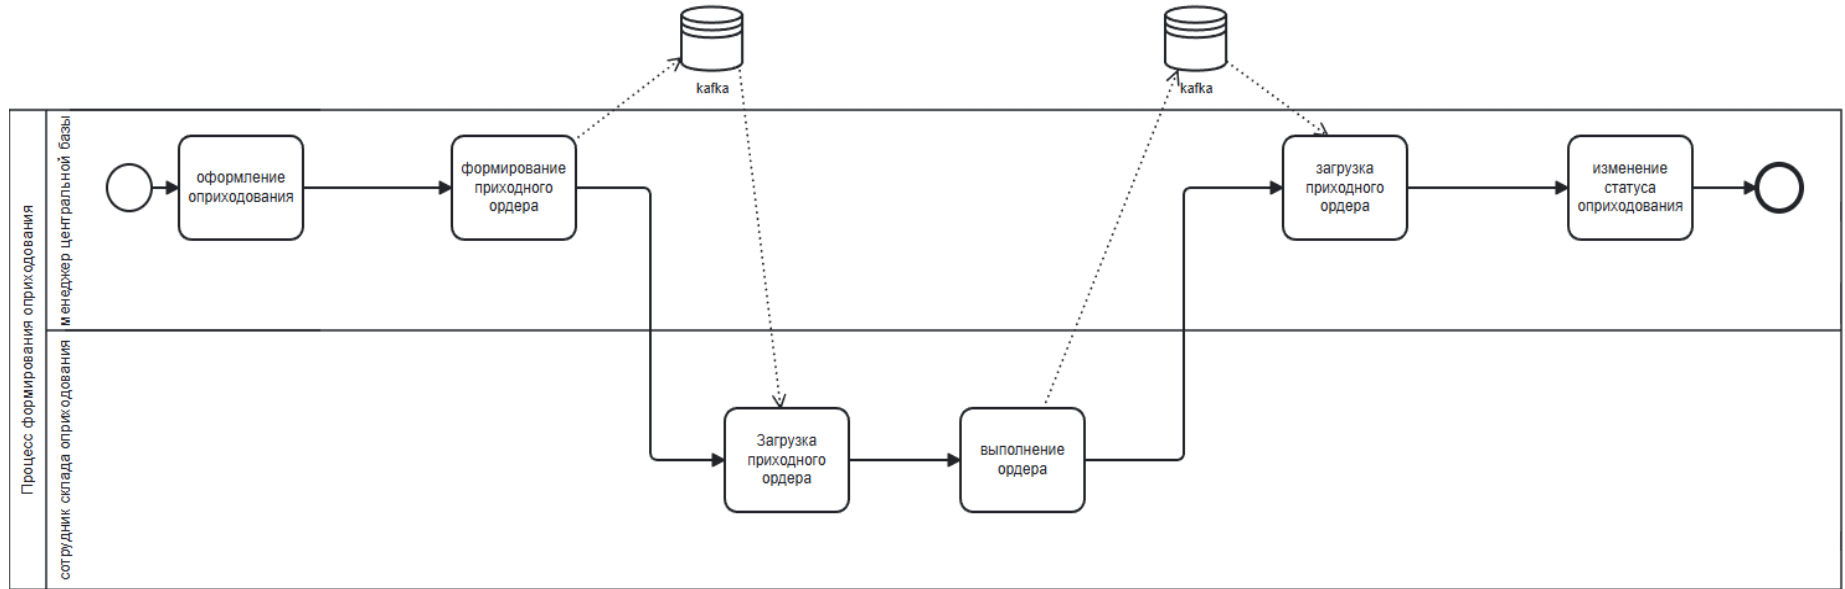 kafka
kafka
Процесс формирования оприходования
менеджер центральной базы
оформление
оприходования
формирование
приходного
ордера
загрузка
приходного
ордера
изменение
статуса
оприходования
сотрудник склада оприходования
Загрузка
приходного
ордера
выполнение
ордера